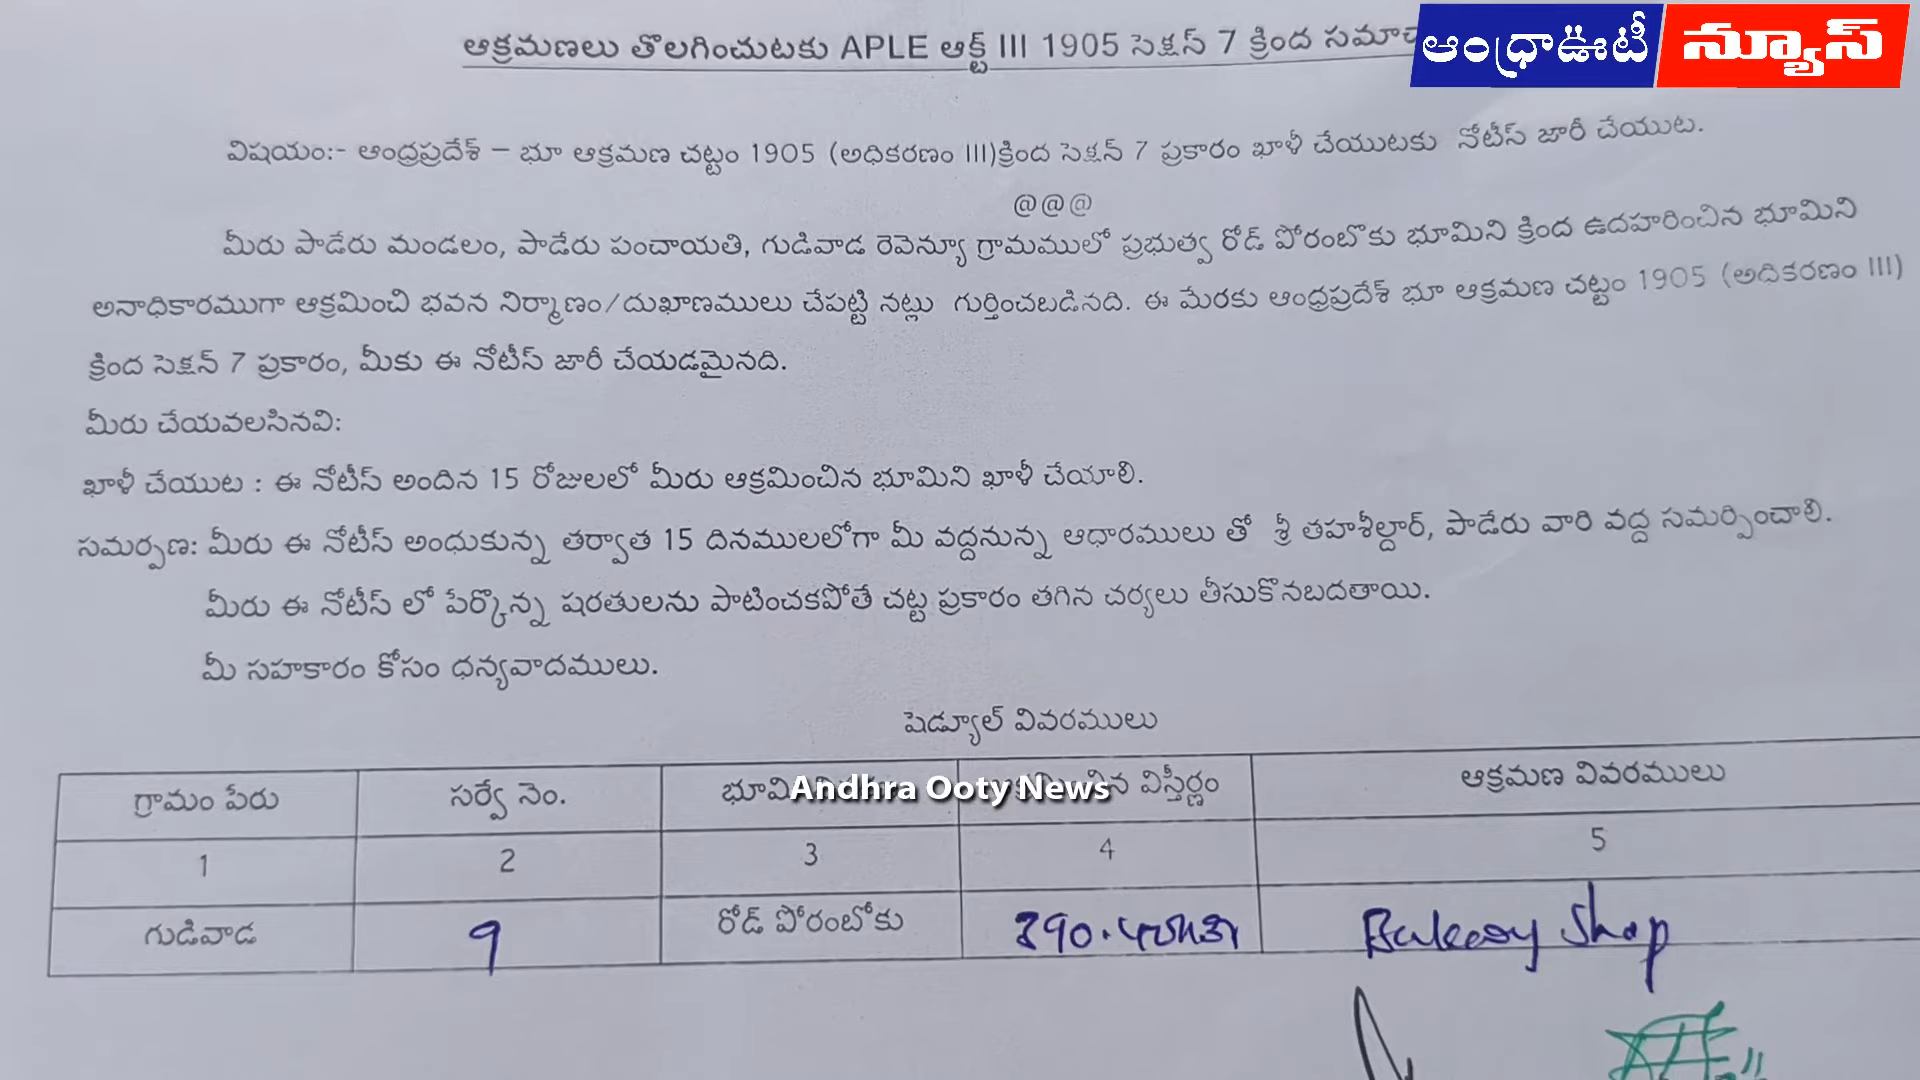 ఆక్రమణలు తొలగించుటకు APLE ఆక్ట్ III 1905 సెక్షస్ 7 క్రింద
ఆంధ్రాఊటీ న్యూస్
విషయం:- ఆంద్రప్రదేశ్ – భూ ఆక్రమణ చట్టం 1905 (అధికరణం III)క్రింద సెక్షన్ 7 ప్రకారం ఖాళీ చేయుటకు నోటీస్ జారీ చేయుట.
@@@
మీరు పాడేరు మండలం, పాడేరు పంచాయతి, గుడివాడ రెవెన్యూ గ్రామములో ప్రభుత్వ రోడ్ పోరంబొకు భూమిని క్రింద ఉదహరించిన భూమిని
అనాధికారముగా ఆక్రమించి భవన నిర్మాణం/దుఖాణములు చేపట్టి నట్లు గుర్తించబడినది. ఈ మేరకు ఆంధ్రప్రదేశ్ భూ ఆక్రమణ చట్టం 1905 (అదికరణం III)
క్రింద సెక్షన్ 7 ప్రకారం, మీకు ఈ నోటీస్ జారీ చేయడమైనది.
మీరు చేయవలసినవి:
ఖాళీ చేయుట : ఈ నోటీస్ అందిన 15 రోజులలో మీరు ఆక్రమించిన భూమిని ఖాళీ చేయాలి.
సమర్పణ: మీరు ఈ నోటీస్ అంధుకున్న తర్వాత 15 దినములలోగా మీ వద్దనున్న ఆధారములు తో శ్రీ తహశీల్దార్, పాడేరు వారి వద్ద సమర్పించాలి.
మీరు ఈ నోటీస్ లో పేర్కొన్న షరతులను పాటించకపోతే చట్ట ప్రకారం తగిన చర్యలు తీసుకొనబదతాయి.
మీ సహకారం కోసం ధన్యవాదములు.
షెడ్యూల్ వివరములు
గ్రామం పేరు సర్వే నెం. విస్తీర్ణం ఆక్రమణ వివరములు
Andhra Ooty News
1 2 3 4 5
గుడివాడ 9 రోడ్ పోరంబోకు Bakery Shop